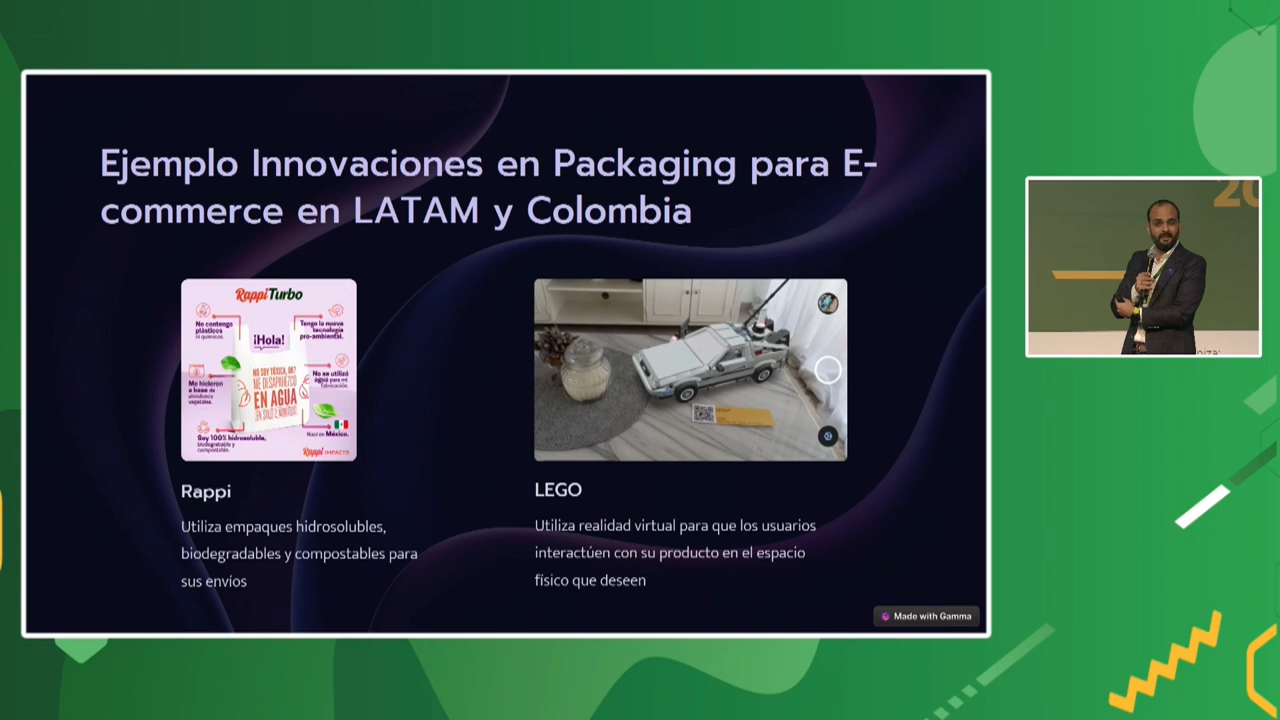 Ejemplo Innovaciones en Packaging para E-
commerce en LATAM y Colombia
RappiTurbo
No contengo
plásticos
ni químicos.
Tengo la nueva
tecnología
pro-ambiental.
¡Hola!
NO SOY TÓXICA, OK?
ME DESAPAREZCO
EN AGUA
¡EN SOLO 2 MINUTOS!
Me hicieron
a base de
almidones
vegetales.
No se utilizó
agua para mi
fabricación.
Soy 100% hidrosoluble,
biodegradable y
compostable.
Nací en México.
Rappi IMPACTO
Rappi
Utiliza empaques hidrosolubles,
biodegradables y compostables para
sus envíos
LEGO
Utiliza realidad virtual para que los usuarios
interactúen con su producto en el espacio
físico que deseen
Made with Gamma
20